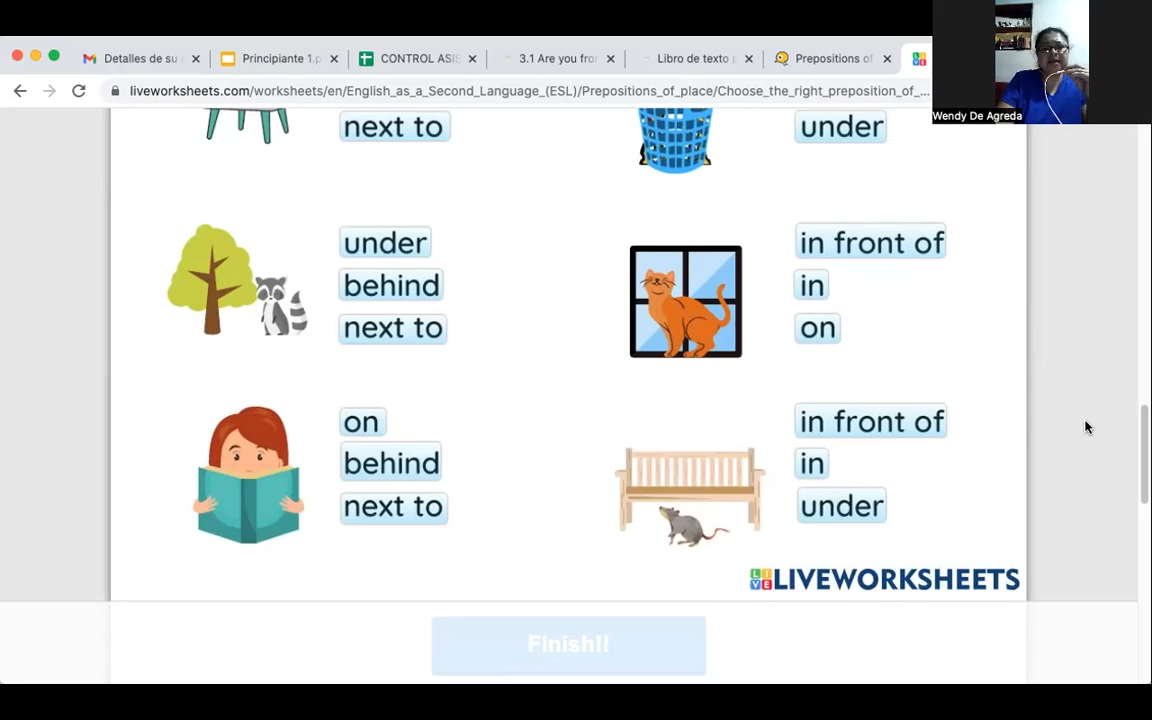 Detalles de su
Principiante 1.p
CONTROL ASIS
3.1 Are you fro
Libro de texto p
Prepositions of
liveworksheets.com/worksheets/en/English_as_a_Second_Language_(ESL)/Prepositions_of_place/Choose_the_right_preposition_of_...
Wendy De Agreda
next to
under
under
behind
next to
in front of
in
on
on
behind
next to
in front of
in
under
LIVE LIVEWORKSHEETS
Finish!!